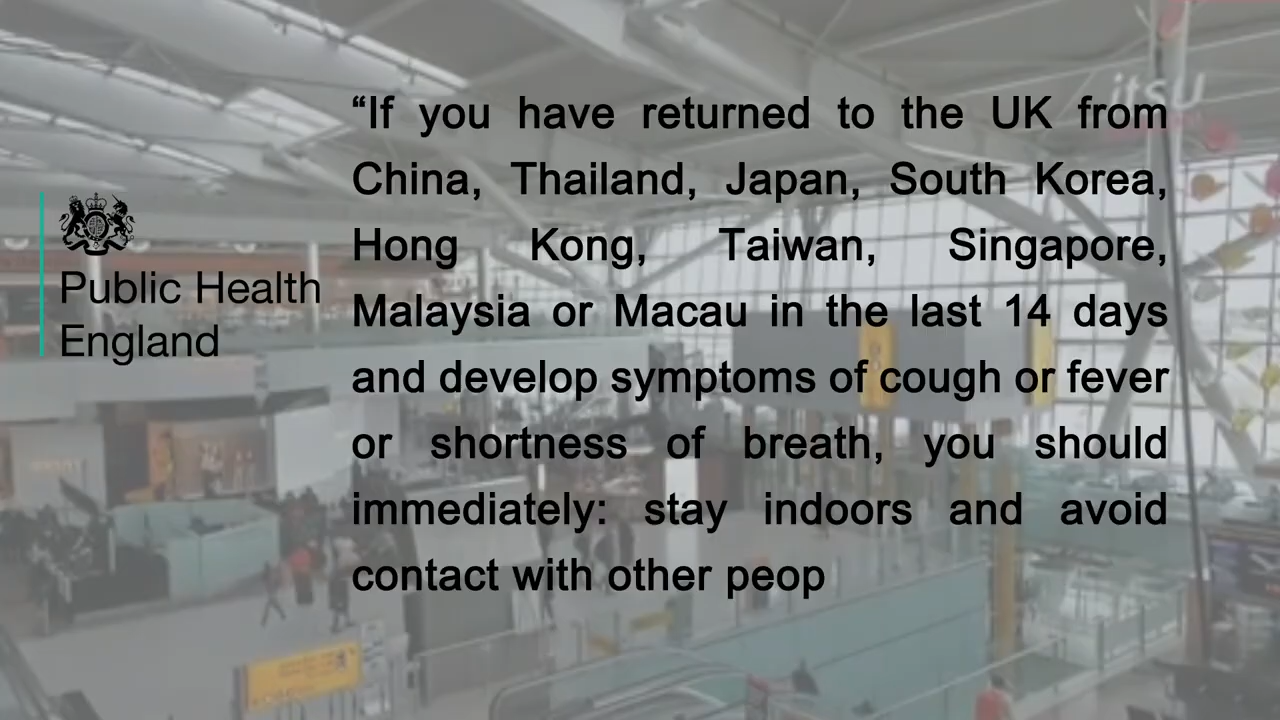 itsu
“If you have returned to the UK from
China, Thailand, Japan, South Korea,
Hong Kong, Taiwan, Singapore,
Malaysia or Macau in the last 14 days
and develop symptoms of cough or fever
or shortness of breath, you should
immediately: stay indoors and avoid
contact with other peop
Public Health
England